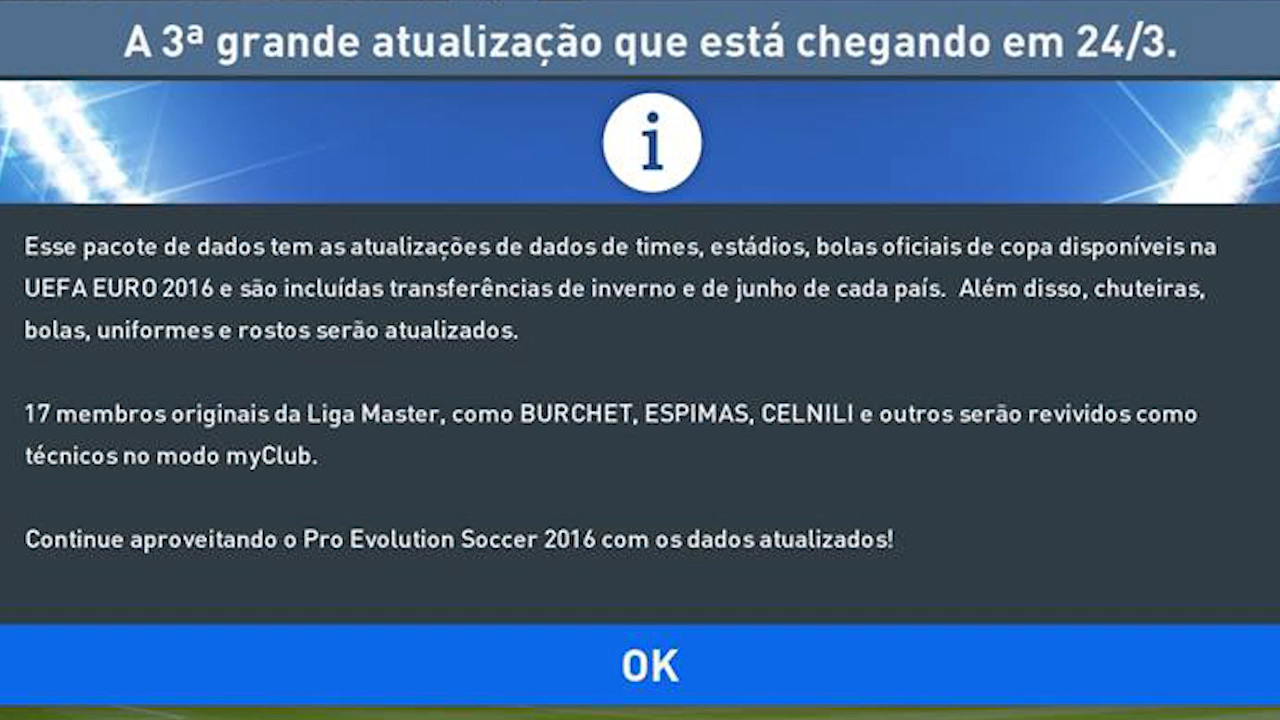 A 3ª grande atualização que está chegando em 24/3.
i
Esse pacote de dados tem as atualizações de dados de times, estádios, bolas oficiais de copa disponíveis na
UEFA EURO 2016 e são incluídas transferências de inverno e de junho de cada país. Além disso, chuteiras,
bolas, uniformes e rostos serão atualizados.
17 membros originais da Liga Master, como BURCHET, ESPIMAS, CELNILI e outros serão revividos como
técnicos no modo myClub.
Continue aproveitando o Pro Evolution Soccer 2016 com os dados atualizados!
OK